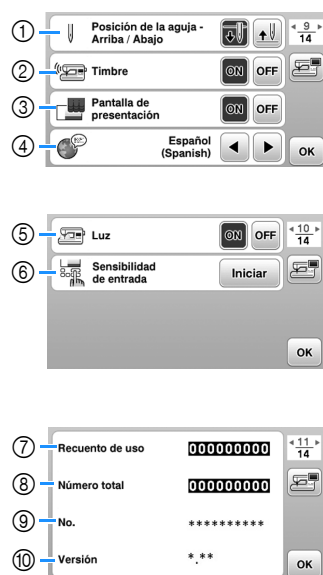 ① Posición de la aguja -
Arriba / Abajo
9
14
② Timbre ON OFF
③ Pantalla de
presentación ON OFF
④ Español
(Spanish) OK
⑤ Luz ON OFF
10
14
⑥ Sensibilidad
de entrada Iniciar
OK
11
14
⑦ Recuento de uso 000000000
⑧ Número total 000000000
⑨ No. **********
⑩ Versión *.** OK